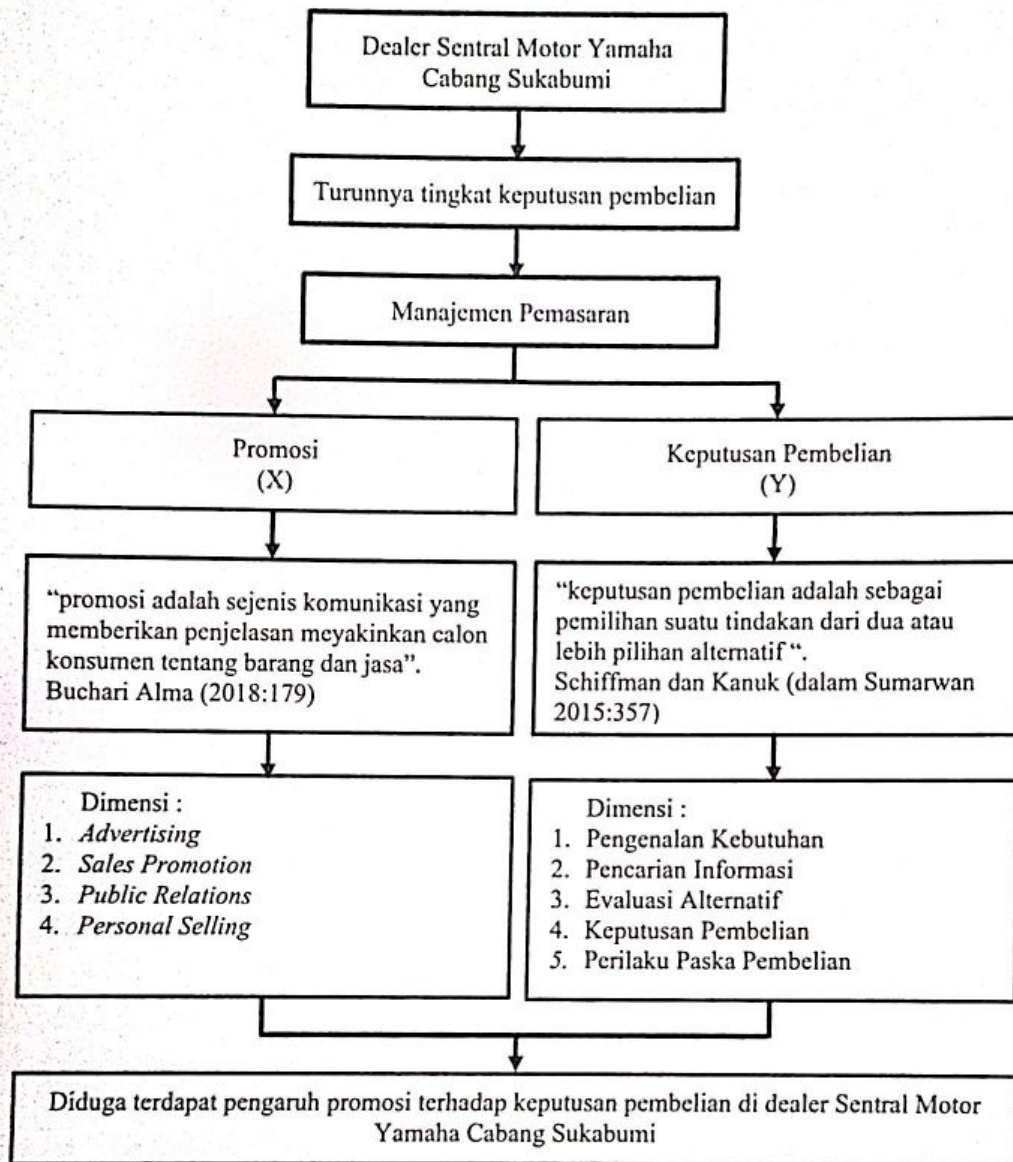 Dealer Sentral Motor Yamaha
Cabang Sukabumi
Turunnya tingkat keputusan pembelian
Manajemen Pemasaran
Promosi
(X)
Keputusan Pembelian
(Y)
“promosi adalah sejenis komunikasi yang
memberikan penjelasan meyakinkan calon
konsumen tentang barang dan jasa”.
Buchari Alma (2018:179)
“keputusan pembelian adalah sebagai
pemilihan suatu tindakan dari dua atau
lebih pilihan alternatif “.
Schiffman dan Kanuk (dalam Sumarwan
2015:357)
Dimensi :
1. Advertising
2. Sales Promotion
3. Public Relations
4. Personal Selling
Dimensi :
1. Pengenalan Kebutuhan
2. Pencarian Informasi
3. Evaluasi Alternatif
4. Keputusan Pembelian
5. Perilaku Paska Pembelian
Diduga terdapat pengaruh promosi terhadap keputusan pembelian di dealer Sentral Motor
Yamaha Cabang Sukabumi